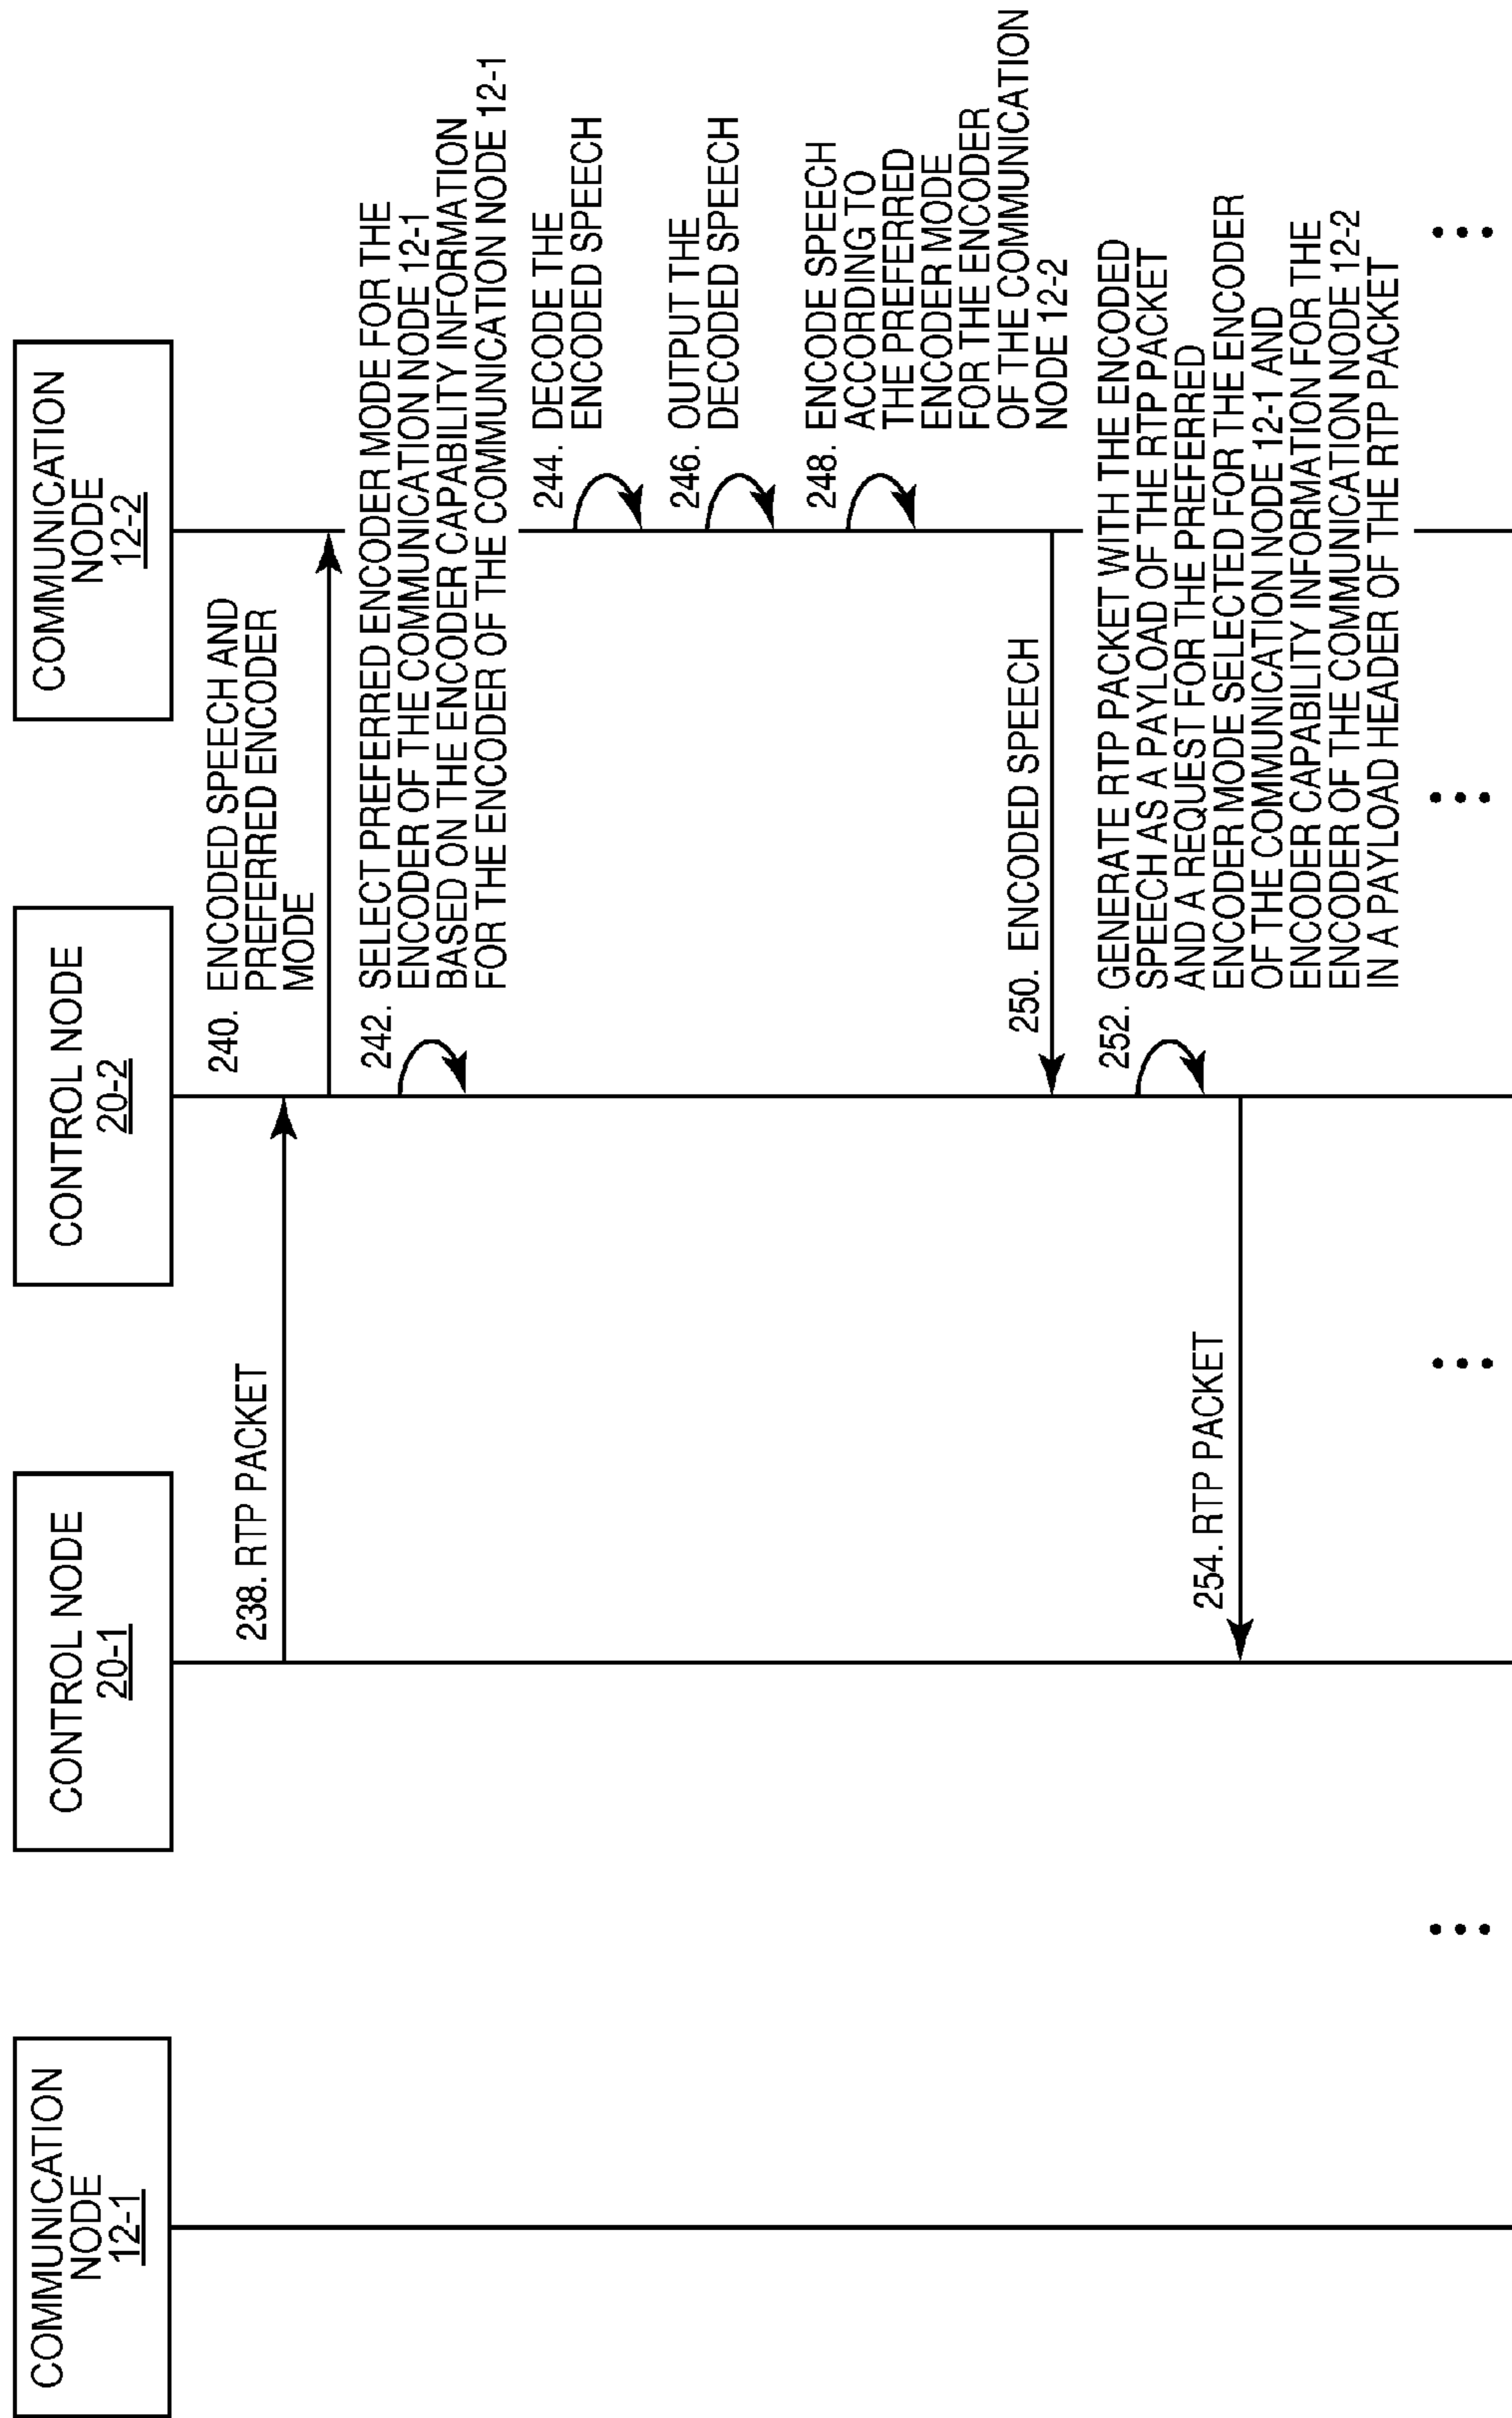 COMMUNICATION
NODE
12-1
CONTROL NODE
20-1
CONTROL NODE
20-2
COMMUNICATION
NODE
12-2
238. RTP PACKET
240. ENCODED SPEECH AND
PREFERRED ENCODER
MODE
242. SELECT PREFERRED ENCODER MODE FOR THE
ENCODER OF THE COMMUNICATION NODE 12-1
BASED ON THE ENCODER CAPABILITY INFORMATION
FOR THE ENCODER OF THE COMMUNICATION NODE 12-1
244. DECODE THE
ENCODED SPEECH
246. OUTPUT THE
DECODED SPEECH
248. ENCODE SPEECH
ACCORDING TO
THE PREFERRED
ENCODER MODE
FOR THE ENCODER
OF THE COMMUNICATION
NODE 12-2
250. ENCODED SPEECH
252. GENERATE RTP PACKET WITH THE ENCODED
SPEECH AS A PAYLOAD OF THE RTP PACKET
AND A REQUEST FOR THE PREFERRED
ENCODER MODE SELECTED FOR THE ENCODER
OF THE COMMUNICATION NODE 12-1 AND
ENCODER CAPABILITY INFORMATION FOR THE
ENCODER OF THE COMMUNICATION NODE 12-2
IN A PAYLOAD HEADER OF THE RTP PACKET
254. RTP PACKET